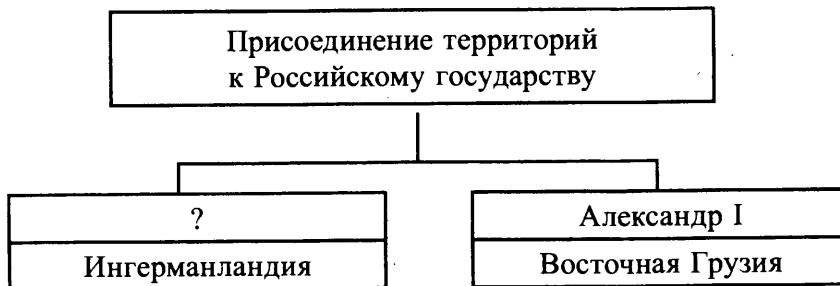 Присоединение территорий
к Российскому государству
?
Александр I
Ингерманландия
Восточная Грузия